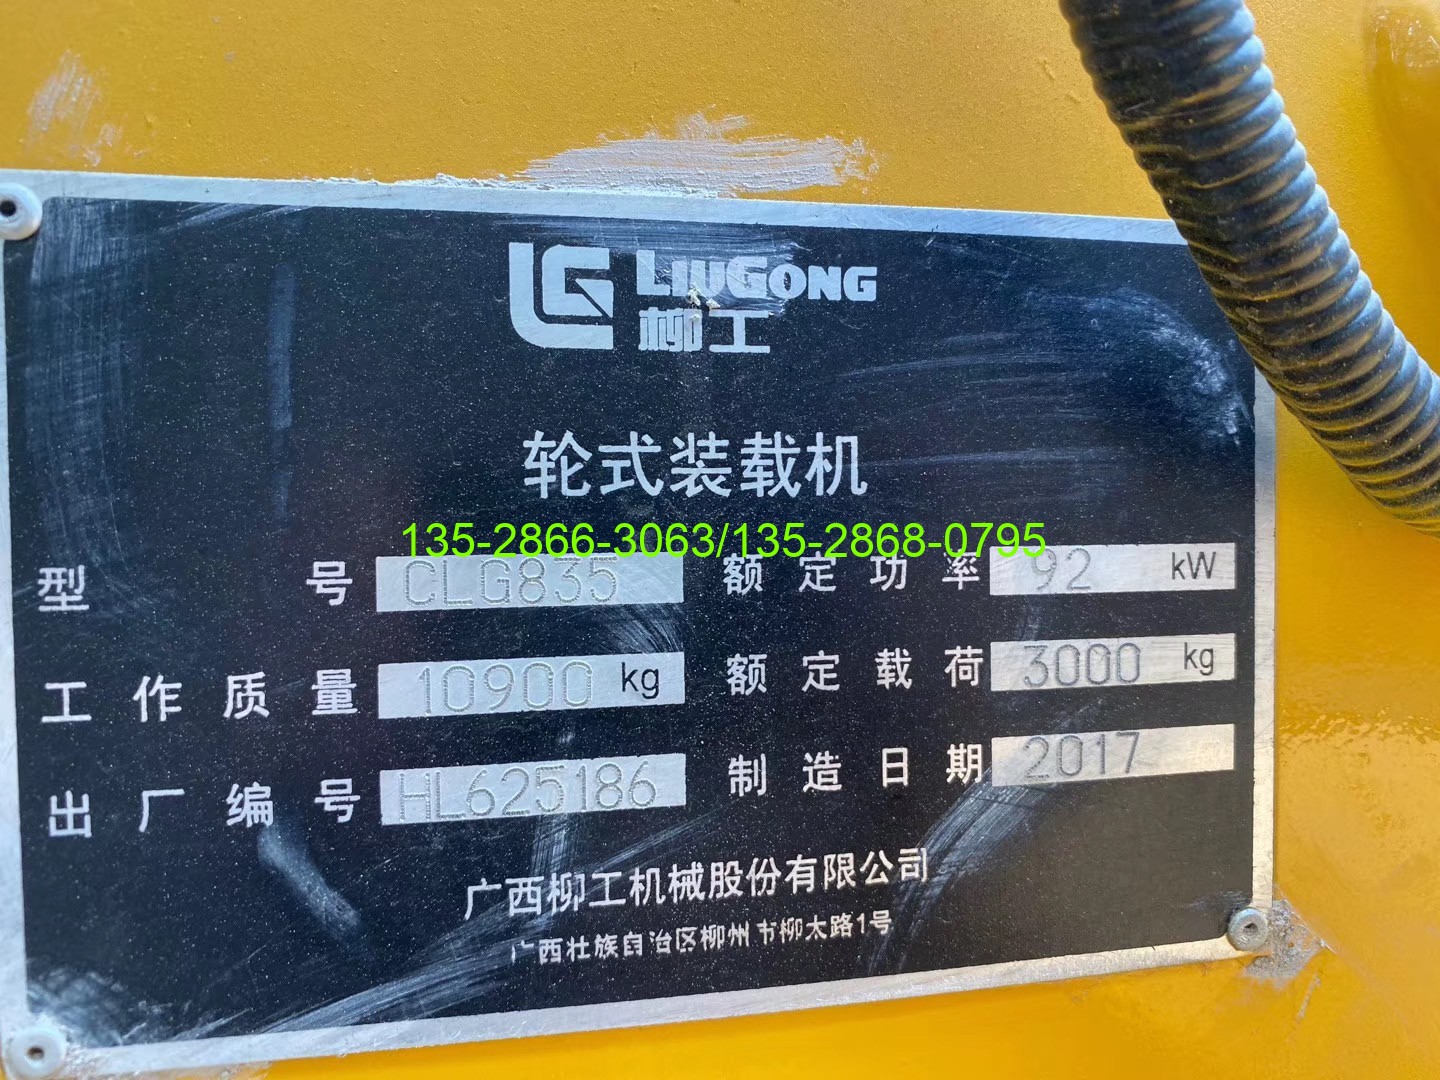 LIUGONG
柳工
轮式装载机
135-2866-3063/135-2868-0795
型号 CLG835 额定功率 92 kW
工作质量 10900 kg 额定载荷 3000 kg
出厂编号 HL625186 制造日期 2017
广西柳工机械股份有限公司
广西壮族自治区柳州市柳太路1号